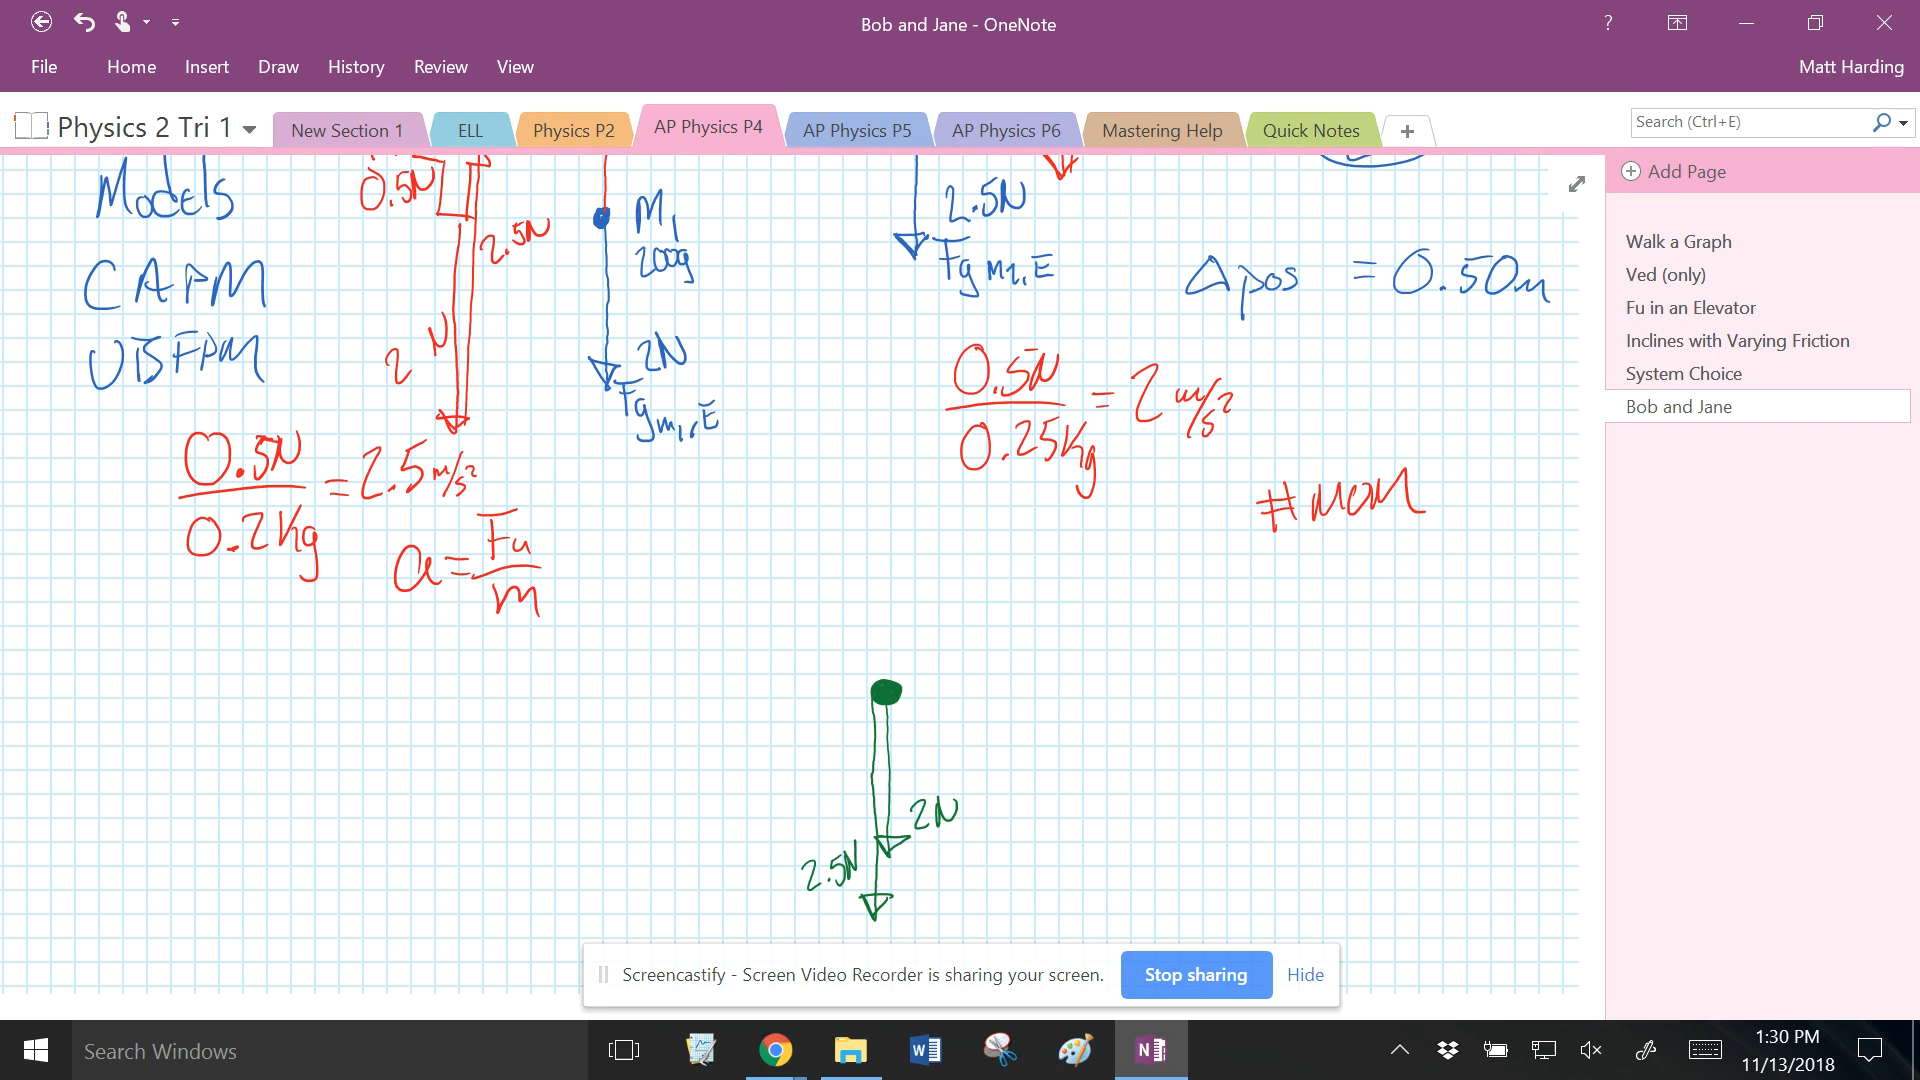 Bob and Jane - OneNote
?
File Home Insert Draw History Review View
Matt Harding
Physics 2 Tri 1
New Section 1 ELL Physics P2 AP Physics P4 AP Physics P5 AP Physics P6 Mastering Help Quick Notes +
Search (Ctrl+E)
Add Page
Walk a Graph
Ved (only)
Fu in an Elevator
Inclines with Varying Friction
System Choice
Bob and Jane
Models
CAPM
UBFPM
0.5N
2.5N
2 N
M1
200g
2N
Fg m1,E
2.5N
Fg m2,E
Δpos = 0.50m
0.5N
0.2Kg
= 2.5 m/s²
a = Fu
m
0.5N
0.25Kg
= 2 m/s²
#MOM
2N
2.5N
Screencastify - Screen Video Recorder is sharing your screen.
Stop sharing
Hide
Search Windows
1:30 PM
11/13/2018